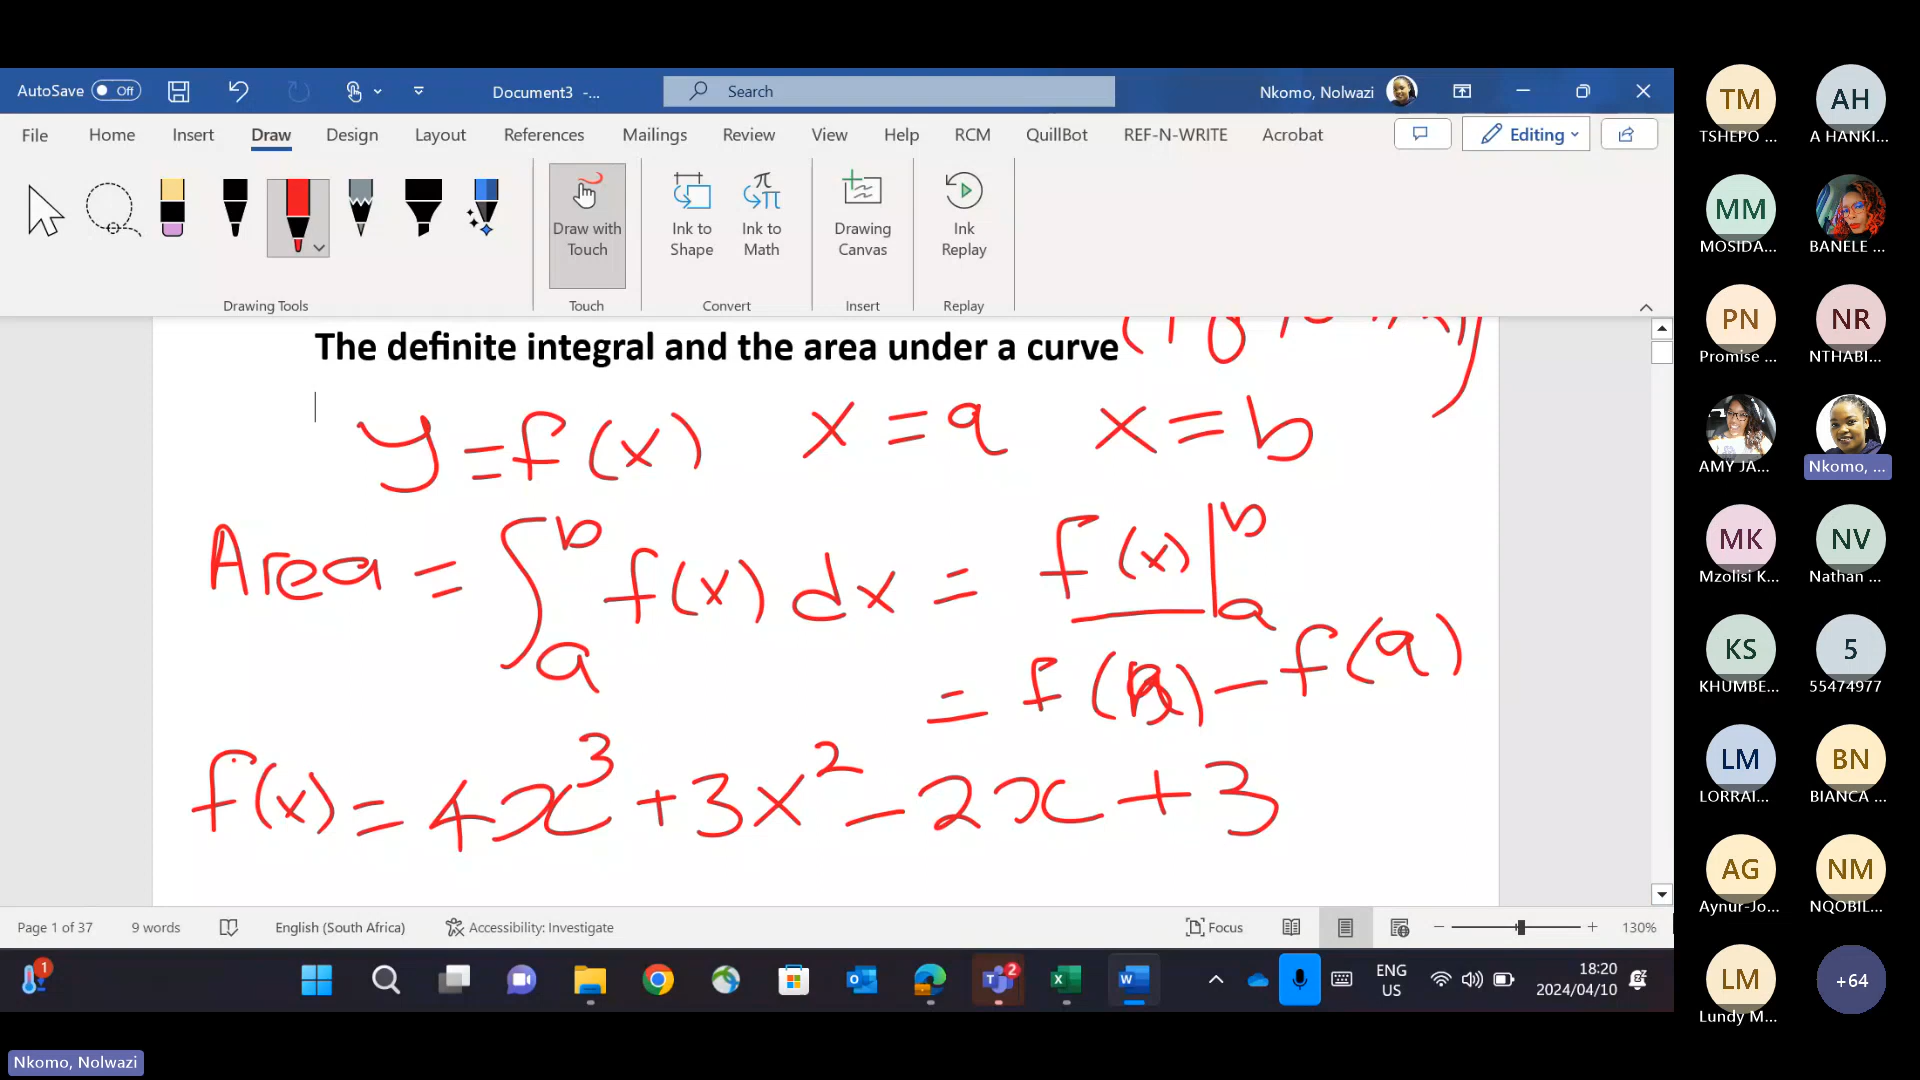 AutoSave Off
Document3 -...
Search
Nkomo, Nolwazi
File Home Insert Draw Design Layout References Mailings Review View Help RCM QuillBot REF-N-WRITE Acrobat
Editing
Draw with Touch
Ink to Shape
Ink to Math
Drawing Canvas
Ink Replay
Drawing Tools Touch Convert Insert Replay
The definite integral and the area under a curve
y = f(x) x = a x = b
Area = ∫_a^b f(x) dx = f(x)|_a^b
= f(b) - f(a)
f(x) = 4x³ + 3x² - 2x + 3
Page 1 of 37 9 words English (South Africa) Accessibility: Investigate Focus 130%
1
2
ENG US
18:20
2024/04/10
Nkomo, Nolwazi
TM AH
TSHEPO ... A HANKI...
MM
MOSIDA... BANELE ...
PN NR
Promise ... NTHABI...
AMY JA... Nkomo, ...
MK NV
Mzolisi K... Nathan ...
KS 5
KHUMBE... 55474977
LM BN
LORRAI... BIANCA ...
AG NM
Aynur-Jo... NQOBIL...
LM +64
Lundy M...